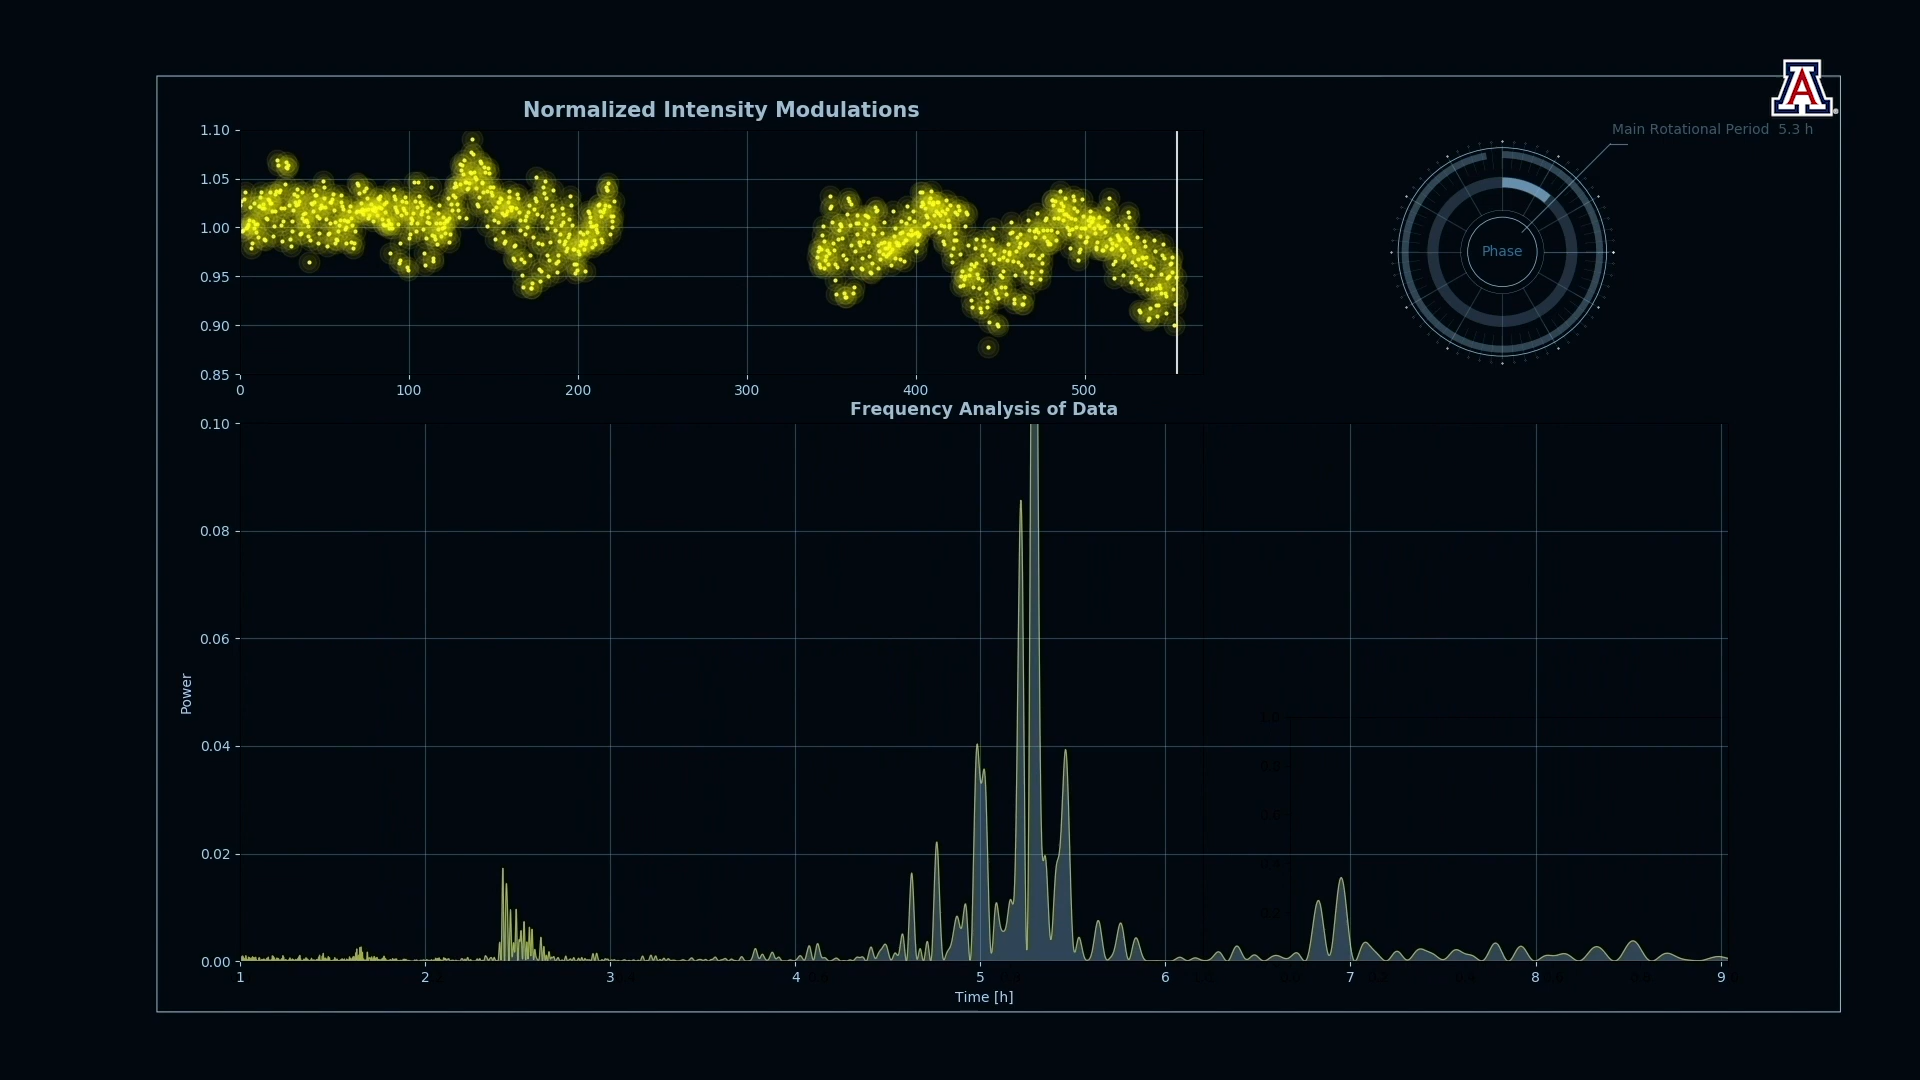 Normalized Intensity Modulations
A
Main Rotational Period 5.3 h
1.10
1.05
1.00
0.95
0.90
0.85
0 100 200 300 400 500
Phase
Frequency Analysis of Data
0.10
0.08
0.06
0.04
0.02
0.00
Power
1 2 3 4 5 6 7 8 9
Time [h]